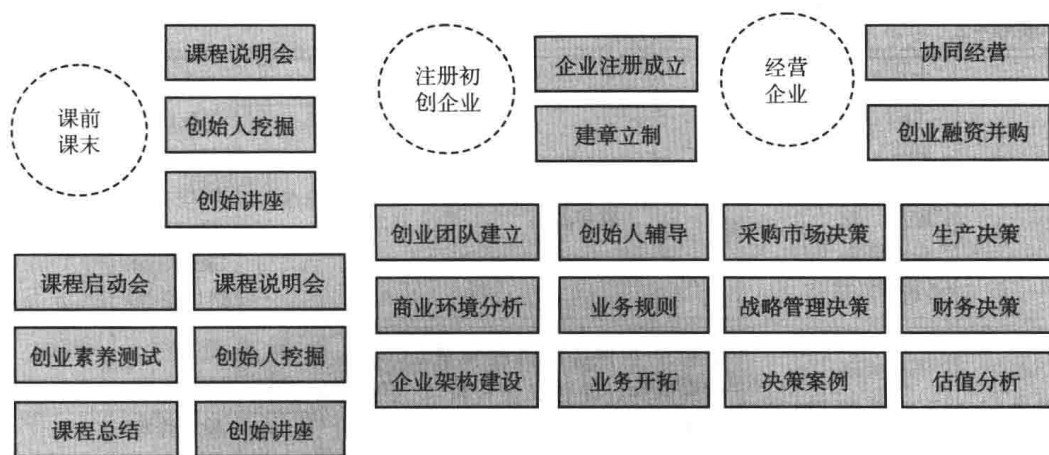 课前
课末
课程说明会
创始人挖掘
创始讲座
课程启动会
课程说明会
创业素养测试
创始人挖掘
课程总结
创始讲座
注册初
创企业
企业注册成立
建章立制
创业团队建立
创始人辅导
商业环境分析
业务规则
企业架构建设
业务开拓
经营
企业
协同经营
创业融资并购
采购市场决策
生产决策
战略管理决策
财务决策
决策案例
估值分析